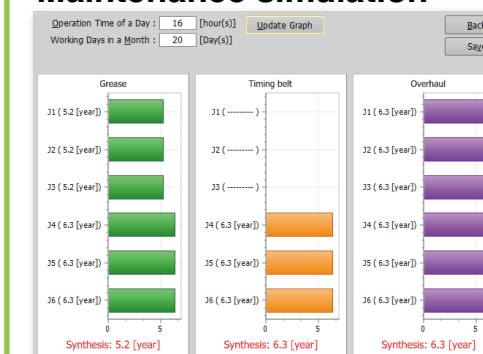 Maintenance simulation
Operation Time of a Day : 16 [hour(s)] Update Graph Back
Working Days in a Month : 20 [Day(s)] Save
Grease
J1 ( 5.2 [year])
J2 ( 5.2 [year])
J3 ( 5.2 [year])
J4 ( 6.3 [year])
J5 ( 6.3 [year])
J6 ( 6.3 [year])
0 5
Synthesis: 5.2 [year]
Timing belt
J1 ( --------- )
J2 ( --------- )
J3 ( --------- )
J4 ( 6.3 [year])
J5 ( 6.3 [year])
J6 ( 6.3 [year])
0 5
Synthesis: 6.3 [year]
Overhaul
J1 ( 6.3 [year])
J2 ( 6.3 [year])
J3 ( 6.3 [year])
J4 ( 6.3 [year])
J5 ( 6.3 [year])
J6 ( 6.3 [year])
0 5
Synthesis: 6.3 [year]